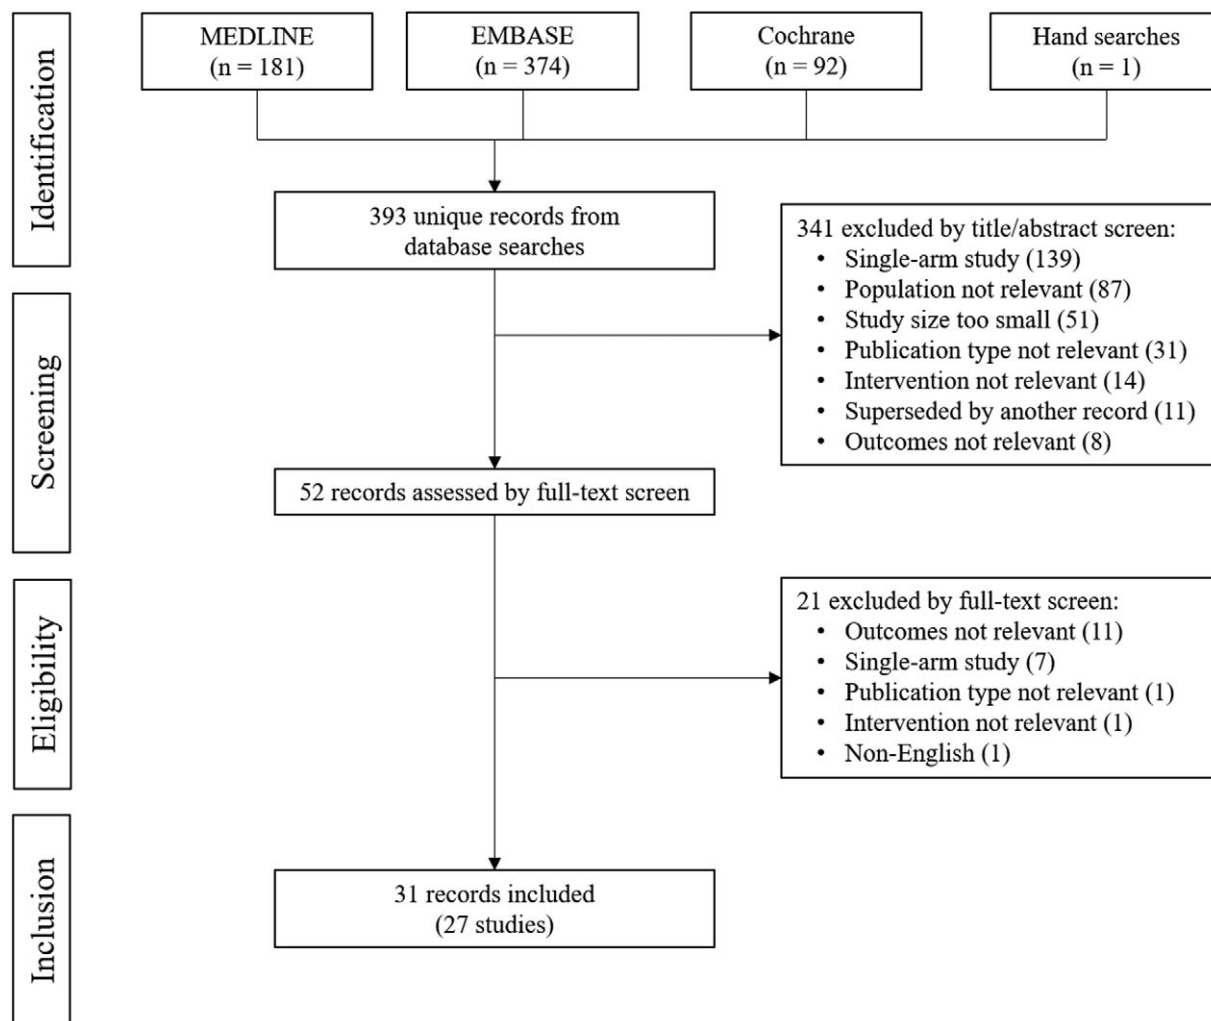 Identification
MEDLINE
(n = 181)
EMBASE
(n = 374)
Cochrane
(n = 92)
Hand searches
(n = 1)
393 unique records from
database searches
341 excluded by title/abstract screen:
• Single-arm study (139)
• Population not relevant (87)
• Study size too small (51)
• Publication type not relevant (31)
• Intervention not relevant (14)
• Superseded by another record (11)
• Outcomes not relevant (8)
Screening
52 records assessed by full-text screen
Eligibility
21 excluded by full-text screen:
• Outcomes not relevant (11)
• Single-arm study (7)
• Publication type not relevant (1)
• Intervention not relevant (1)
• Non-English (1)
Inclusion
31 records included
(27 studies)